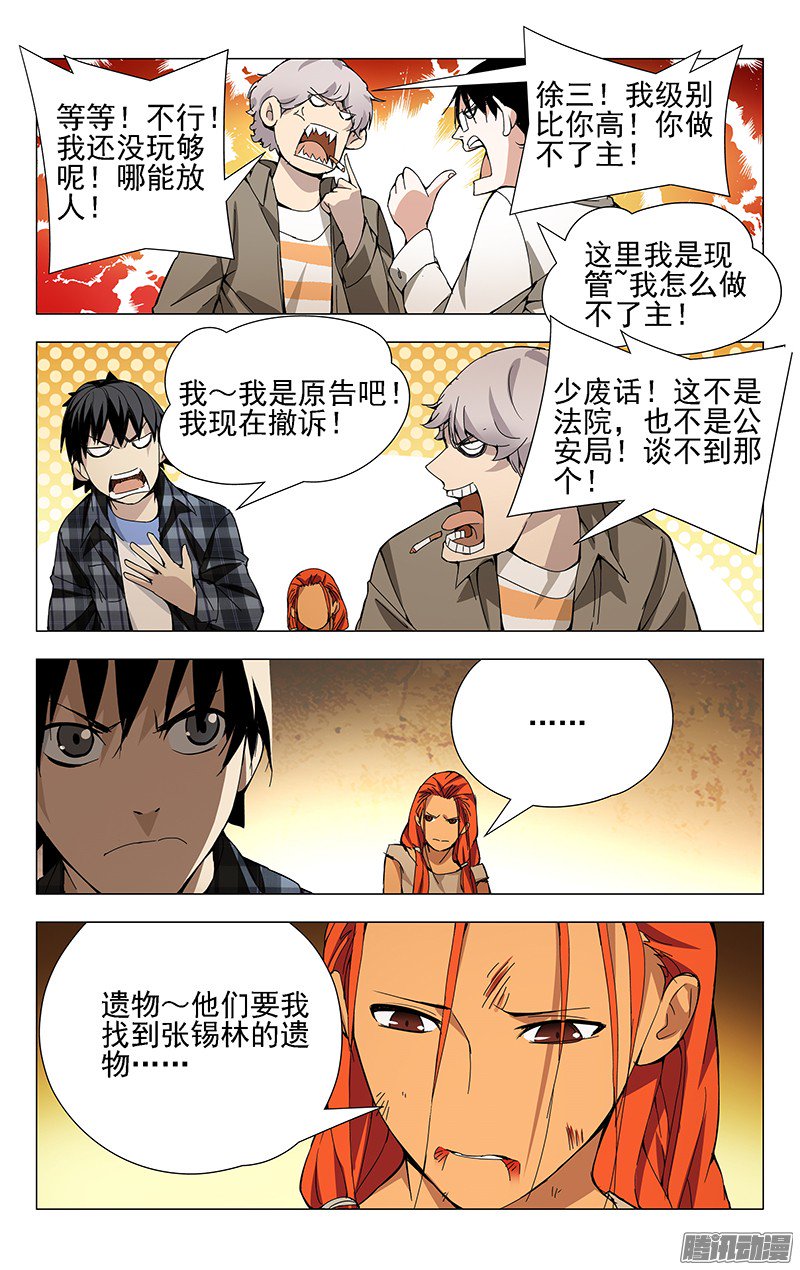 等等！不行！
我还没玩够
呢！哪能放
人！
徐三！我级别
比你高！你做
不了主！
这里我是现
管~我怎么做
不了主！
我～我是原告吧！
我现在撤诉！
少废话！这不是
法院，也不是公
安局！谈不到那
个！
……
遗物～他们要我
找到张锡林的遗
物……
腾讯动漫